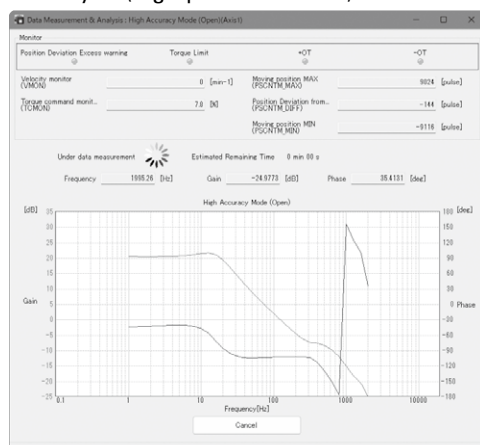 Data Measurement & Analysis : High Accuracy Mode (Open)(Axis1)
Monitor
Position Deviation Excess warning Torque Limit +OT -OT
Velocity monitor (VMON) 0 [min-1] Moving position MAX (PSCNTM_MAX) 9824 [pulse]
Torque command monit... (TCMON) 7.8 [%] Position Deviation from... (PSCNTM_DIFF) -144 [pulse]
Moving position MIN (PSCNTM_MIN) -5116 [pulse]
Under data measurement Estimated Remaining Time 0 min 00 s
Frequency 1995.26 [Hz] Gain -24.9773 [dB] Phase 35.4131 [deg]
High Accuracy Mode (Open)
[dB] 35 180 [deg]
30 150
25 120
20 90
15 60
10 30
Gain 5 0 Phase
0 -30
-5 -60
-10 -90
-15 -120
-20 -150
-25 -180
0.1 1 10 100 1000 10000
Frequency[Hz]
Cancel